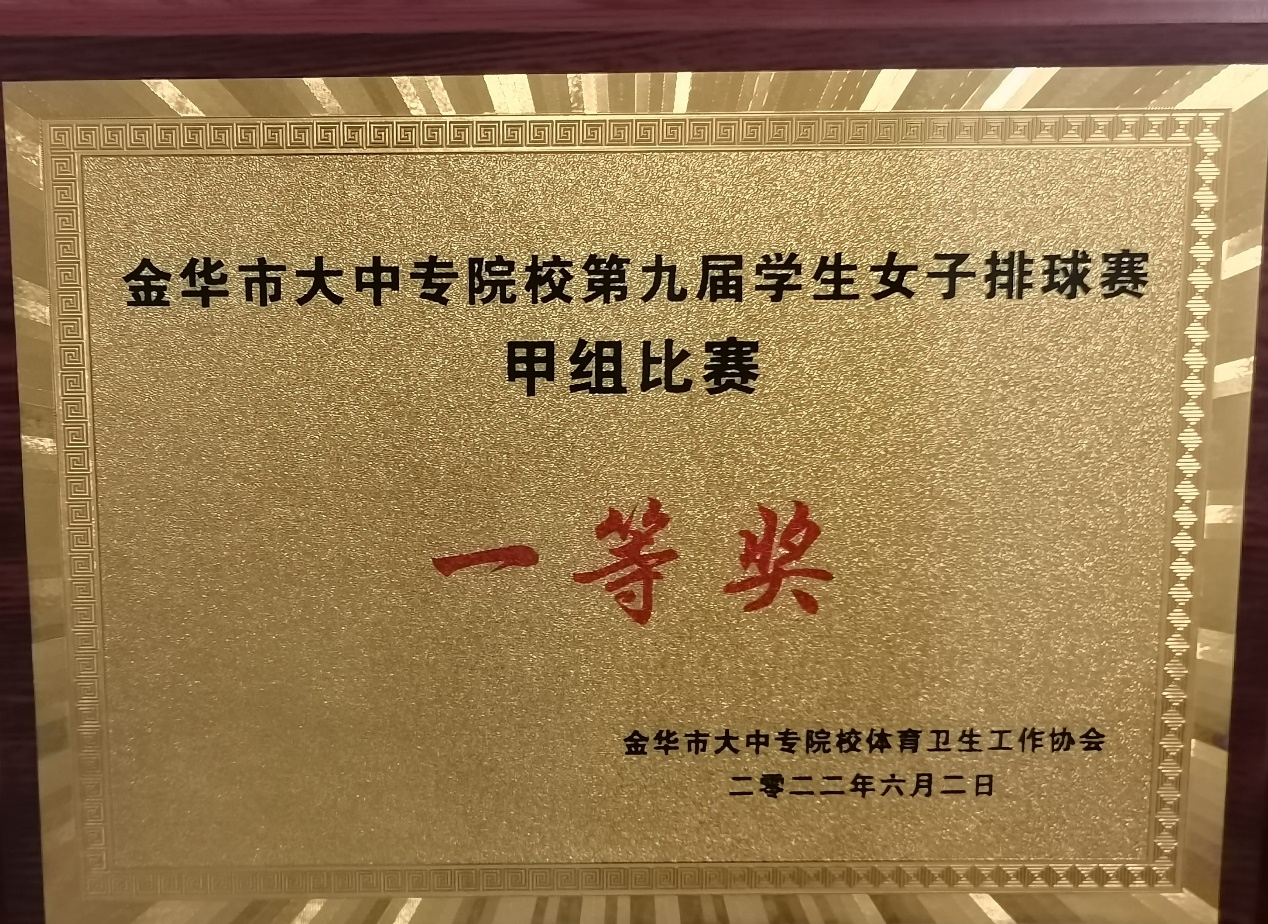 金华市大中专院校第九届学生女子排球赛
甲组比赛
一等奖
金华市大中专院校体育卫生工作协会
二零二二年六月二日